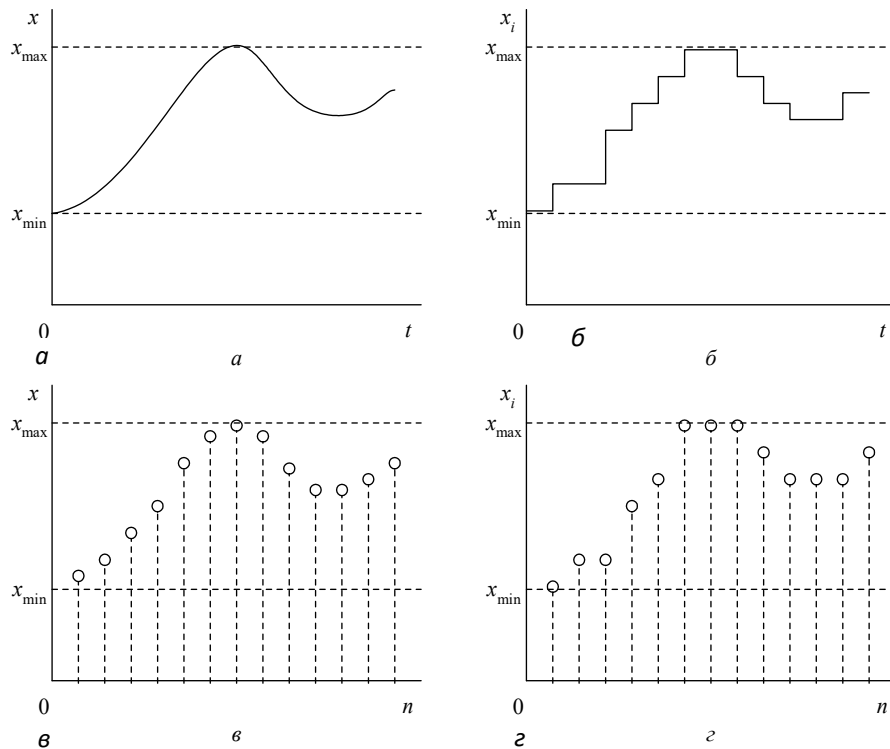 x
x_max
x_min
0
t
а
а
x_i
x_max
x_min
0
t
б
б
x
x_max
x_min
0
n
в
в
x_i
x_max
x_min
0
n
г
г